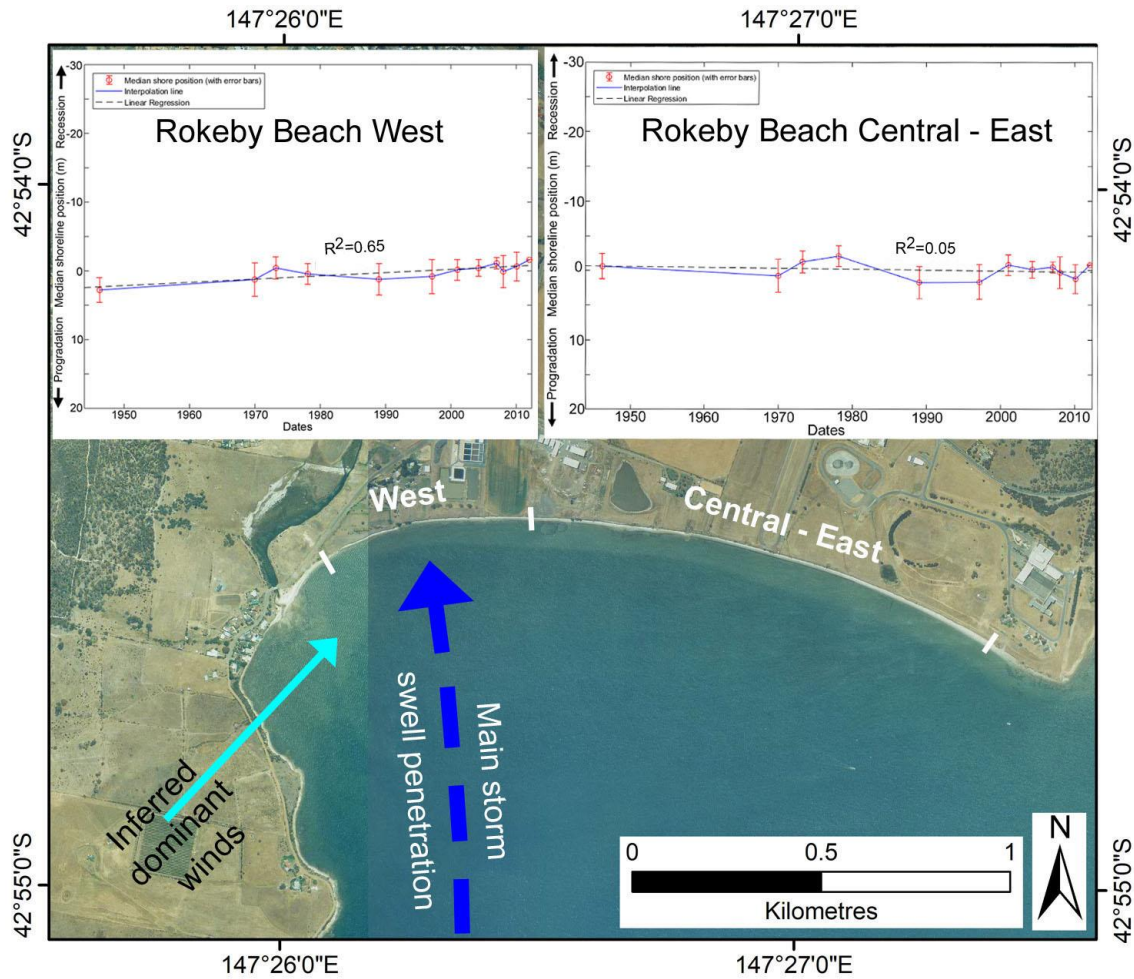 147°26'0"E
147°27'0"E
42°54'0"S
42°54'0"S
Progradation Median shoreline position (m) Recession
-30
-20
-10
0
10
20
Median shore position (with error bars)
Interpolation line
Linear Regression
Rokeby Beach West
R²=0.65
1950
1960
1970
1980
1990
2000
2010
Dates
Progradation Median shoreline position (m) Recession
-30
-20
-10
0
10
20
Median shore position (with error bars)
Interpolation line
Linear Regression
Rokeby Beach Central - East
R²=0.05
1950
1960
1970
1980
1990
2000
2010
Dates
West
Central - East
Inferred
dominant
winds
Main storm
swell penetration
0
0.5
1
Kilometres
N
42°55'0"S
42°55'0"S
147°26'0"E
147°27'0"E